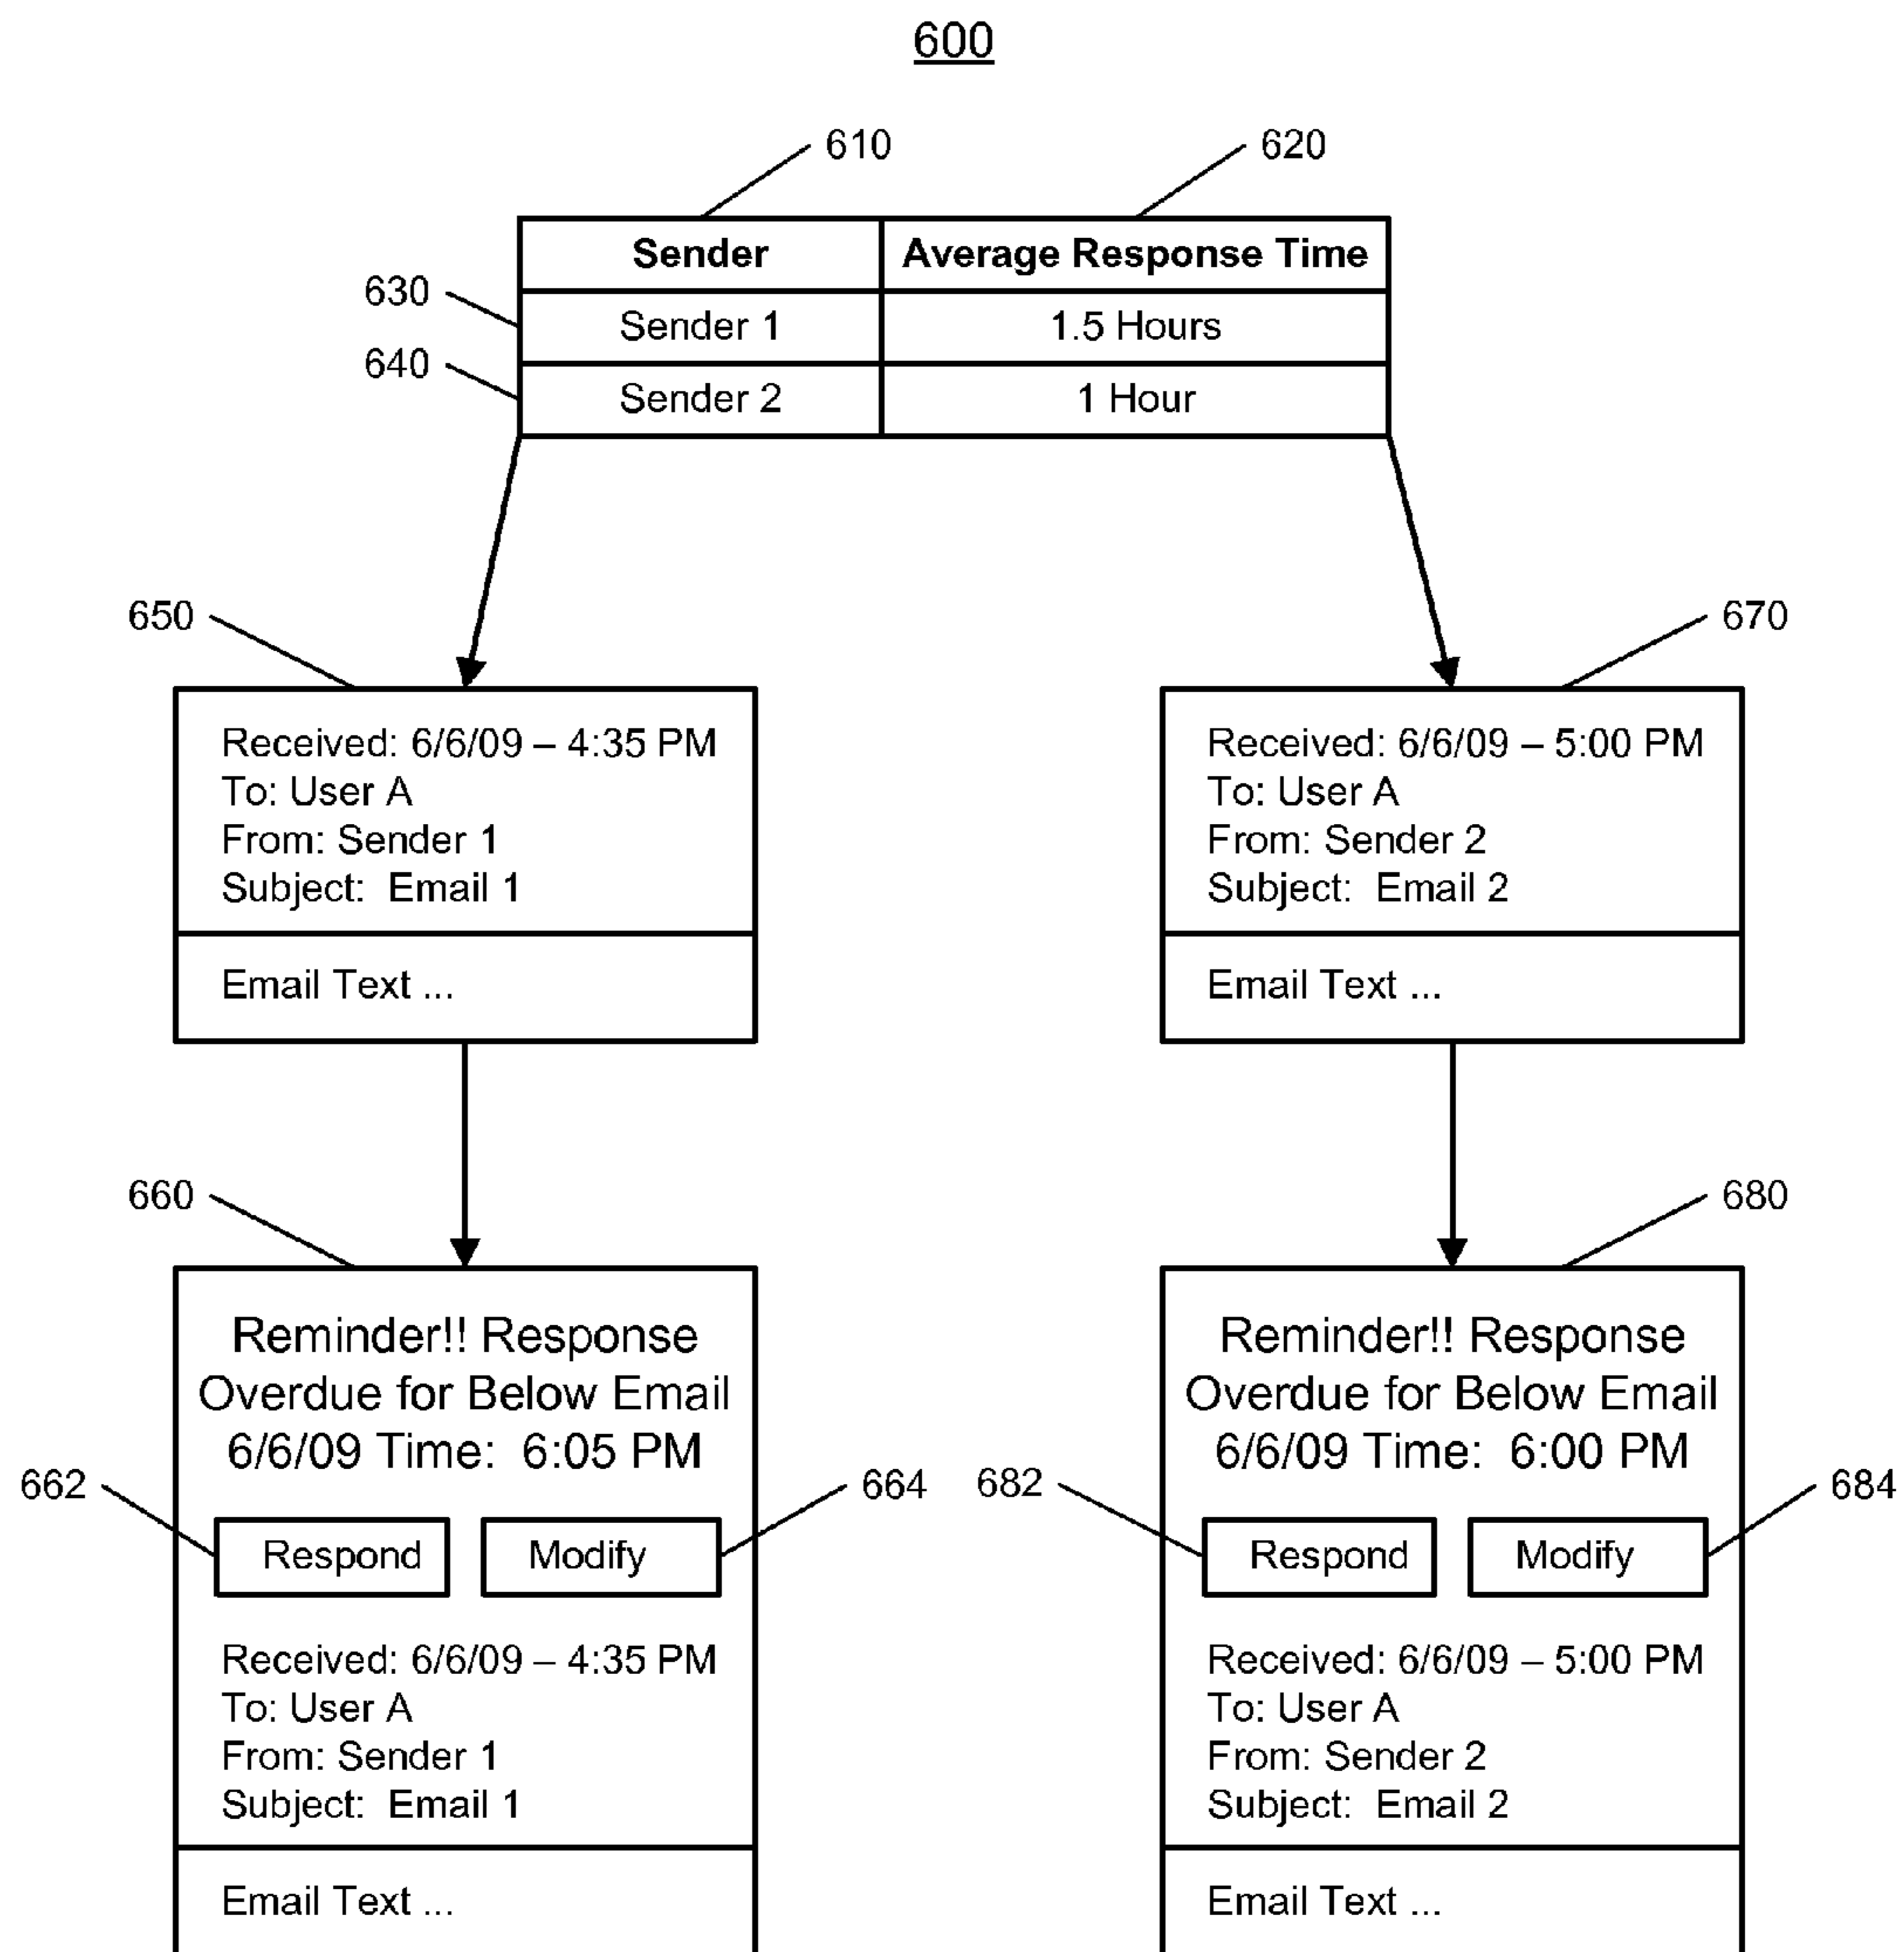 600
610
620
Sender
Average Response Time
630
Sender 1
1.5 Hours
640
Sender 2
1 Hour
650
Received: 6/6/09 – 4:35 PM
To: User A
From: Sender 1
Subject:  Email 1
Email Text ...
670
Received: 6/6/09 – 5:00 PM
To: User A
From: Sender 2
Subject:  Email 2
Email Text ...
660
Reminder!! Response
Overdue for Below Email
6/6/09 Time:  6:05 PM
662
664
Respond
Modify
Received: 6/6/09 – 4:35 PM
To: User A
From: Sender 1
Subject:  Email 1
Email Text ...
680
Reminder!! Response
Overdue for Below Email
6/6/09 Time:  6:00 PM
682
684
Respond
Modify
Received: 6/6/09 – 5:00 PM
To: User A
From: Sender 2
Subject:  Email 2
Email Text ...